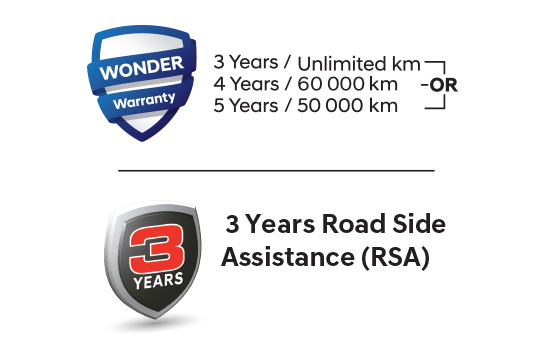 WONDER
Warranty
3 Years / Unlimited km
4 Years / 60 000 km
-OR
5 Years / 50 000 km
3
YEARS
3 Years Road Side
Assistance (RSA)